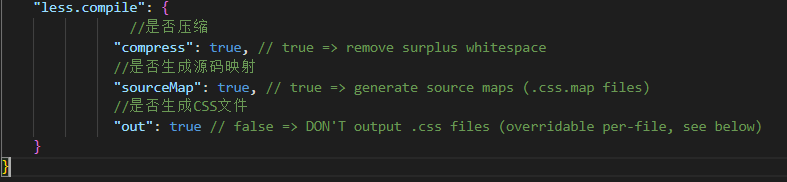 "less.compile": {
//是否压缩
"compress": true, // true => remove surplus whitespace
//是否生成源码映射
"sourceMap": true, // true => generate source maps (.css.map files)
//是否生成CSS文件
"out": true // false => DON'T output .css files (overridable per-file, see below)
}
}